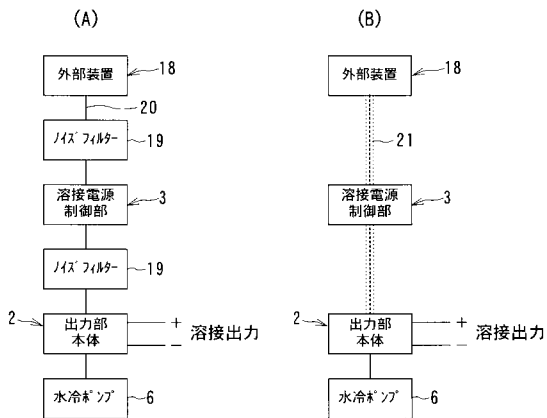 (A)
外部装置
18
20
ノイズフィルター
19
溶接電源
制御部
3
ノイズフィルター
19
2
出力部
本体
+
−
溶接出力
水冷ポンプ
6
(B)
外部装置
18
21
溶接電源
制御部
3
2
出力部
本体
+
−
溶接出力
水冷ポンプ
6